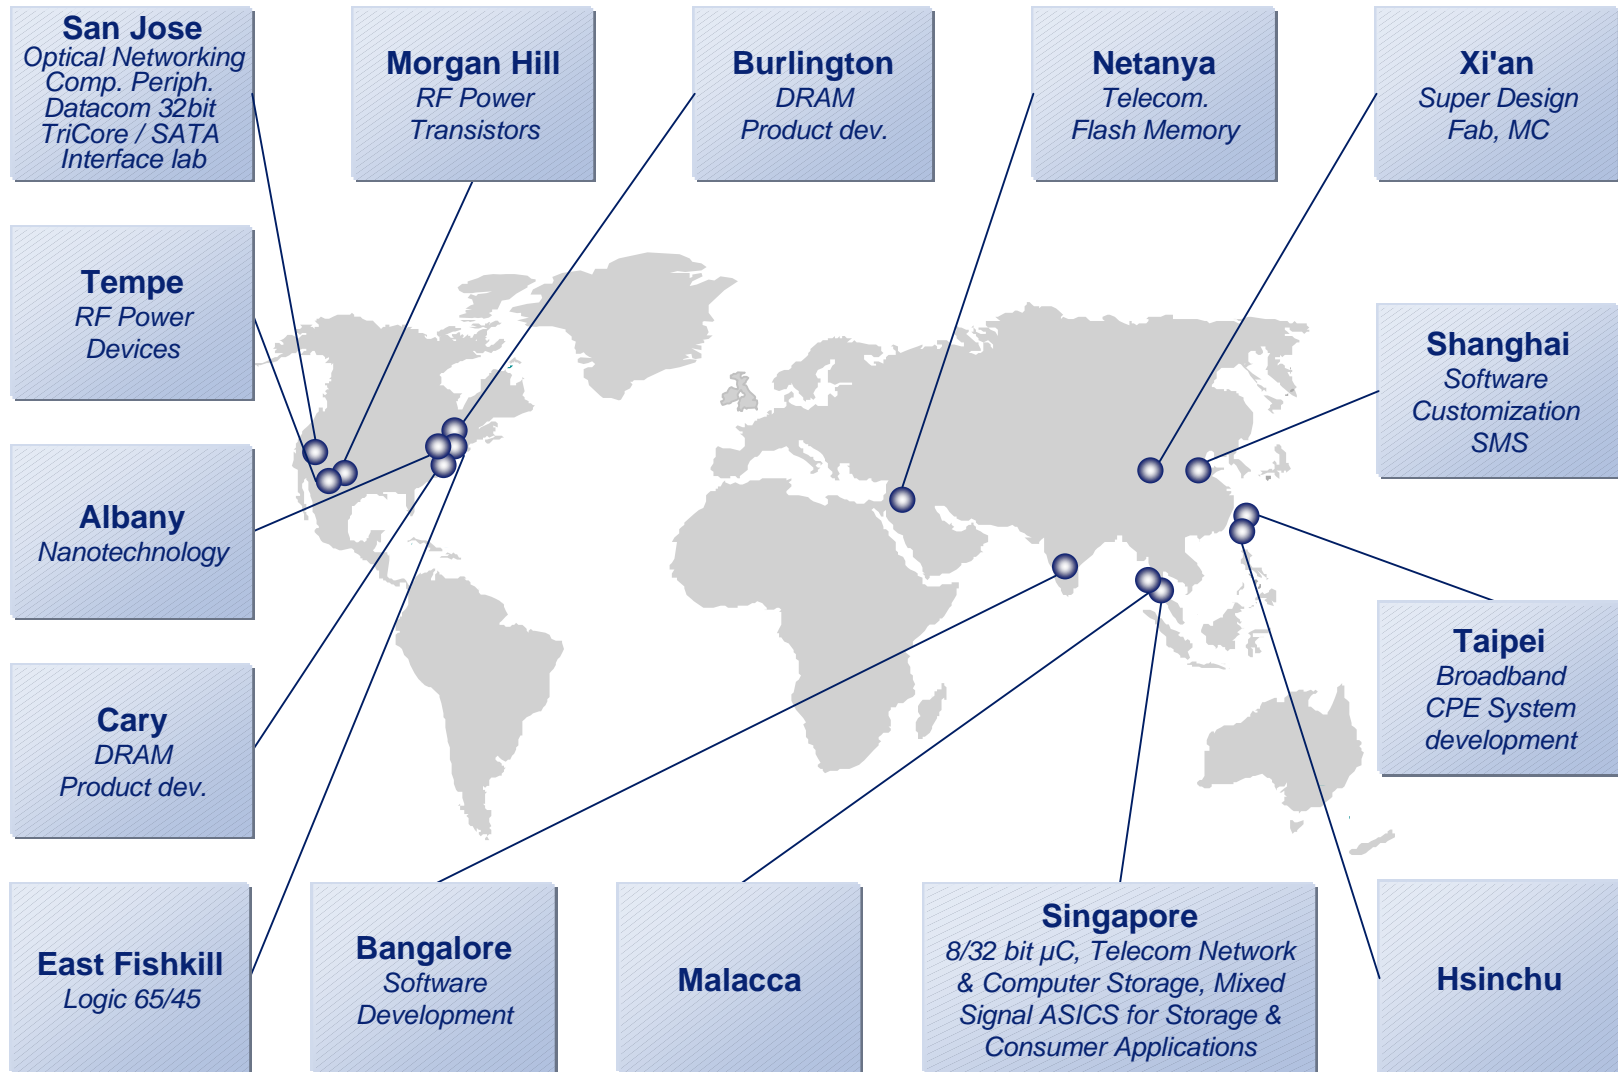 San Jose
Optical Networking
Comp. Periph.
Datacom 32bit
TriCore / SATA
Interface lab
Morgan Hill
RF Power
Transistors
Burlington
DRAM
Product dev.
Netanya
Telecom.
Flash Memory
Xi'an
Super Design
Fab, MC
Tempe
RF Power
Devices
Shanghai
Software
Customization
SMS
Albany
Nanotechnology
Taipei
Broadband
CPE System
development
Cary
DRAM
Product dev.
East Fishkill
Logic 65/45
Bangalore
Software
Development
Malacca
Singapore
8/32 bit µC, Telecom Network
& Computer Storage, Mixed
Signal ASICS for Storage &
Consumer Applications
Hsinchu